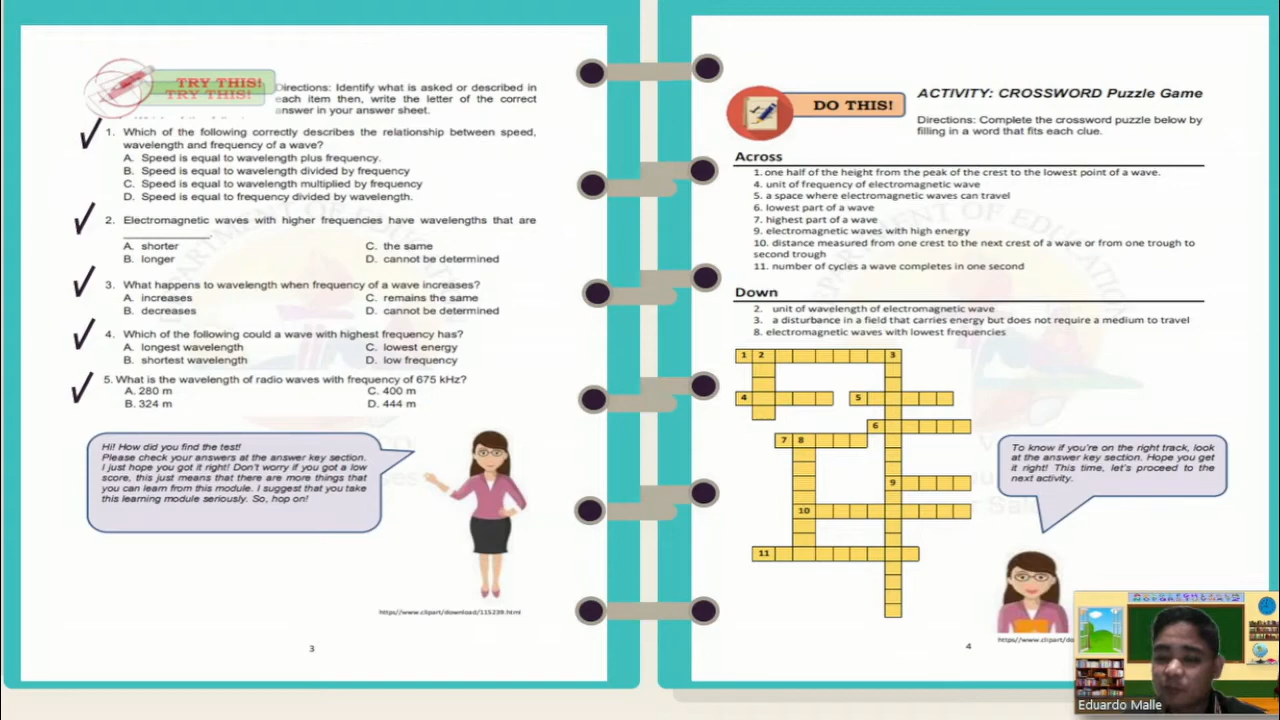 TRY THIS!
TRY THIS!
Directions: Identify what is asked or described in
each item then, write the letter of the correct
answer in your answer sheet.
1. Which of the following correctly describes the relationship between speed,
wavelength and frequency of a wave?
A. Speed is equal to wavelength plus frequency.
B. Speed is equal to wavelength divided by frequency
C. Speed is equal to wavelength multiplied by frequency
D. Speed is equal to frequency divided by wavelength.
2. Electromagnetic waves with higher frequencies have wavelengths that are
_______________.
A. shorter C. the same
B. longer D. cannot be determined
3. What happens to wavelength when frequency of a wave increases?
A. increases C. remains the same
B. decreases D. cannot be determined
4. Which of the following could a wave with highest frequency has?
A. longest wavelength C. lowest energy
B. shortest wavelength D. low frequency
5. What is the wavelength of radio waves with frequency of 675 kHz?
A. 280 m C. 400 m
B. 324 m D. 444 m
Hi! How did you find the test!
Please check your answers at the answer key section.
I just hope you got it right! Don't worry if you got a low
score, this just means that there are more things that
you can learn from this module. I suggest that you take
this learning module seriously. So, hop on!
https//www.clipart/download/115239.html
3
DO THIS!
ACTIVITY: CROSSWORD Puzzle Game
Directions: Complete the crossword puzzle below by
filling in a word that fits each clue.
Across
1. one half of the height from the peak of the crest to the lowest point of a wave.
4. unit of frequency of electromagnetic wave
5. a space where electromagnetic waves can travel
6. lowest part of a wave
7. highest part of a wave
9. electromagnetic waves with high energy
10. distance measured from one crest to the next crest of a wave or from one trough to
second trough
11. number of cycles a wave completes in one second
Down
2. unit of wavelength of electromagnetic wave
3. a disturbance in a field that carries energy but does not require a medium to travel
8. electromagnetic waves with lowest frequencies
1 2 3
4 5
6
7 8
9
10
11
To know if you're on the right track, look
at the answer key section. Hope you get
it right! This time, let's proceed to the
next activity.
https//www.clipart/do
4
Eduardo Malle